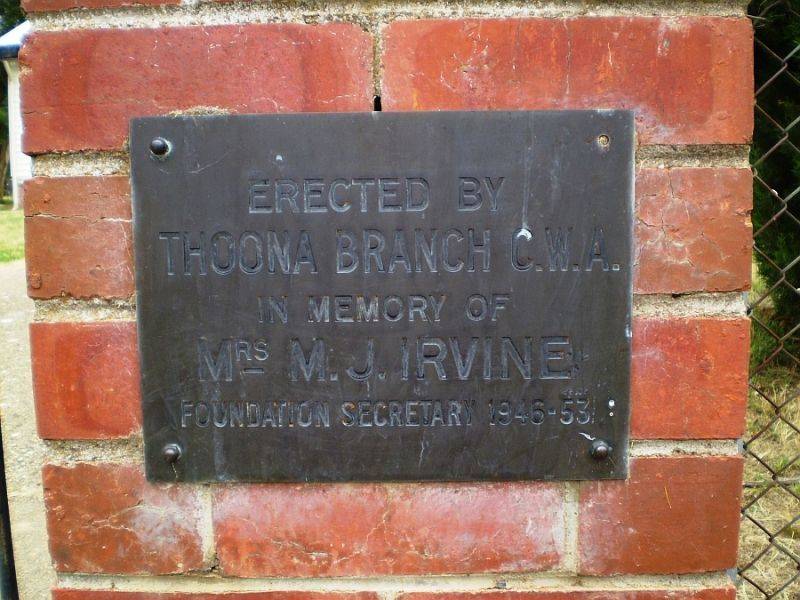 ERECTED BY
THOONA BRANCH C.W.A.
IN MEMORY OF
MRS M. J. IRVINE
FOUNDATION SECRETARY 1946-53